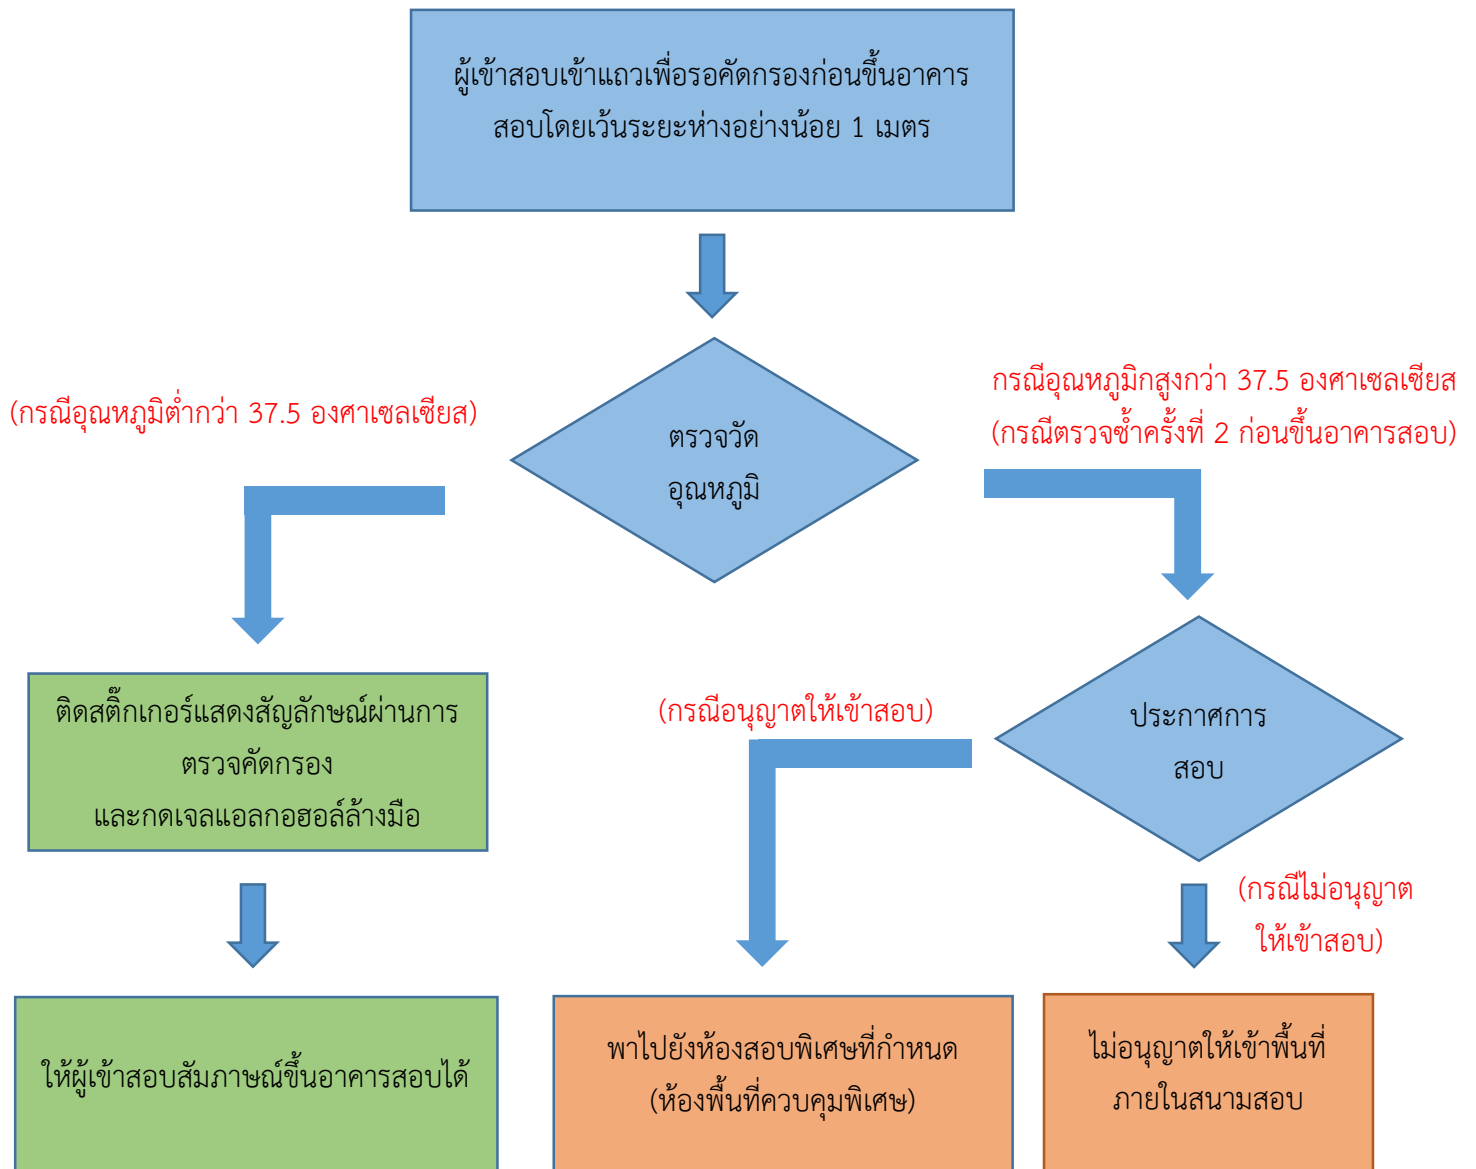 ผู้เข้าสอบเข้าแถวเพื่อรอคัดกรองก่อนขึ้นอาคาร
สอบโดยเว้นระยะห่างอย่างน้อย 1 เมตร
(กรณีอุณหภูมิต่ำกว่า 37.5 องศาเซลเซียส)
ตรวจวัด
อุณหภูมิ
กรณีอุณหภูมิกสูงกว่า 37.5 องศาเซลเซียส
(กรณีตรวจซ้ำครั้งที่ 2 ก่อนขึ้นอาคารสอบ)
ติดสติ๊กเกอร์แสดงสัญลักษณ์ผ่านการ
ตรวจคัดกรอง
และกดเจลแอลกอฮอล์ล้างมือ
(กรณีอนุญาตให้เข้าสอบ)
ประกาศการ
สอบ
(กรณีไม่อนุญาต
ให้เข้าสอบ)
ให้ผู้เข้าสอบสัมภาษณ์ขึ้นอาคารสอบได้
พาไปยังห้องสอบพิเศษที่กำหนด
(ห้องพื้นที่ควบคุมพิเศษ)
ไม่อนุญาตให้เข้าพื้นที่
ภายในสนามสอบ